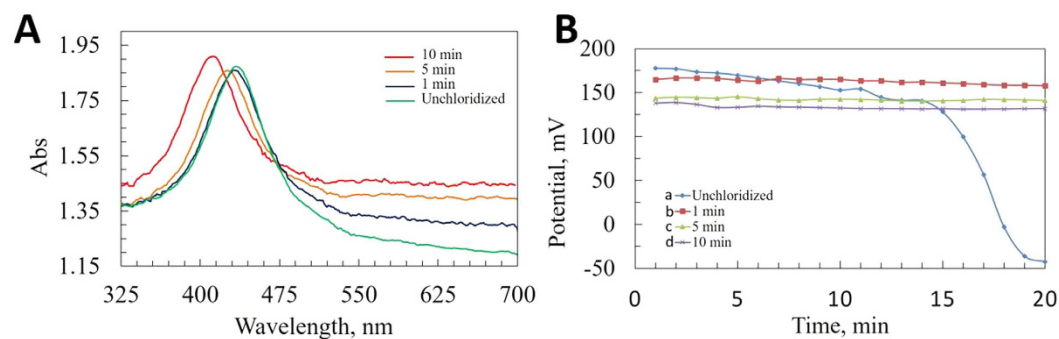 A
1.95
1.75
1.55
1.35
1.15
Abs
10 min
5 min
1 min
Unchloridized
325 400 475 550 625 700
Wavelength, nm
B
200
150
100
50
0
-50
Potential, mV
a Unchloridized
b 1 min
c 5 min
d 10 min
0 5 10 15 20
Time, min